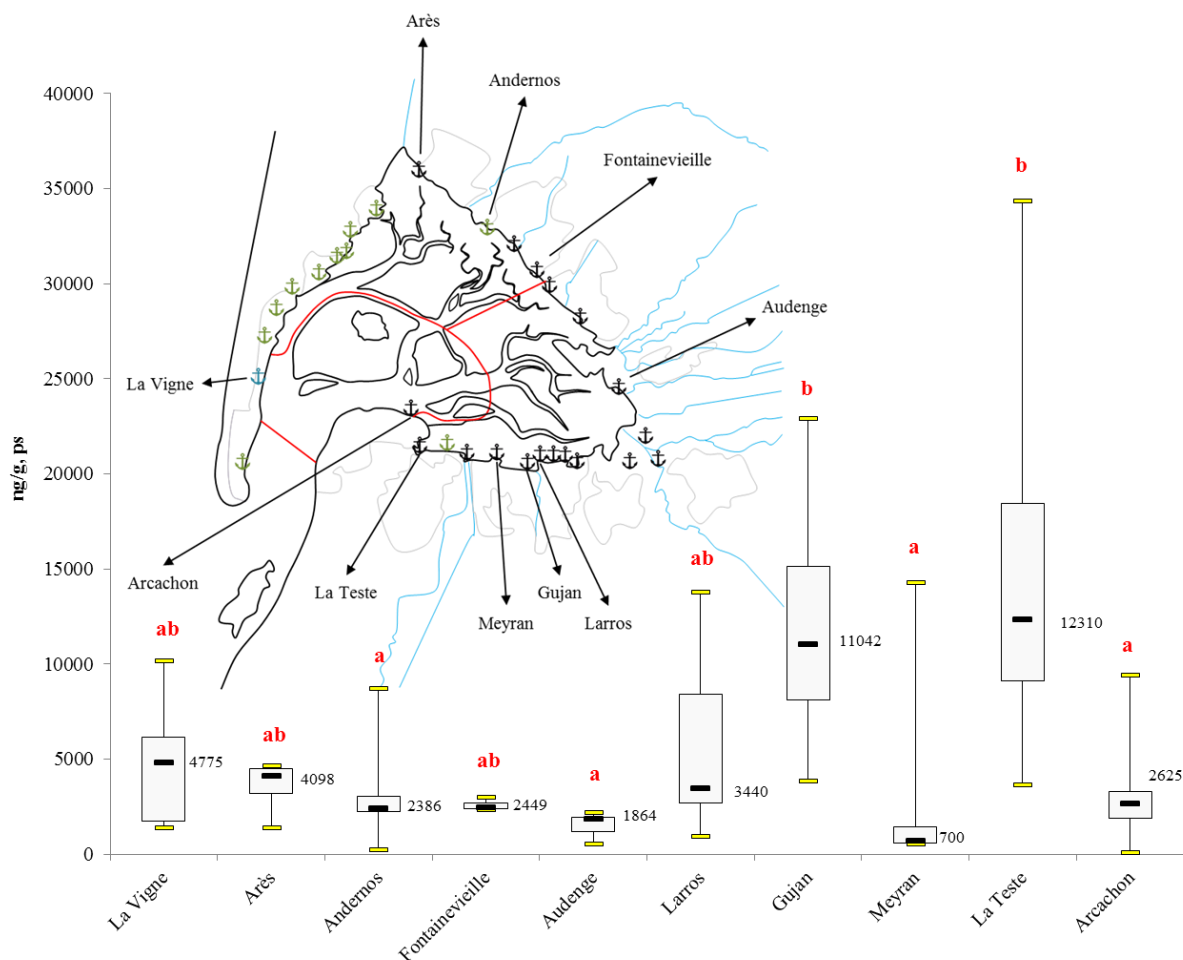 Arès
Andernos
Fontainevieille
Audenge
La Vigne
Arcachon
La Teste
Meyran
Gujan
Larros
ng/g, ps
40000
35000
30000
25000
20000
15000
10000
5000
0
ab
ab
a
ab
a
ab
b
a
b
a
4775
4098
2386
2449
1864
3440
11042
700
12310
2625
La Vigne
Arès
Andernos
Fontainevieille
Audenge
Larros
Gujan
Meyran
La Teste
Arcachon